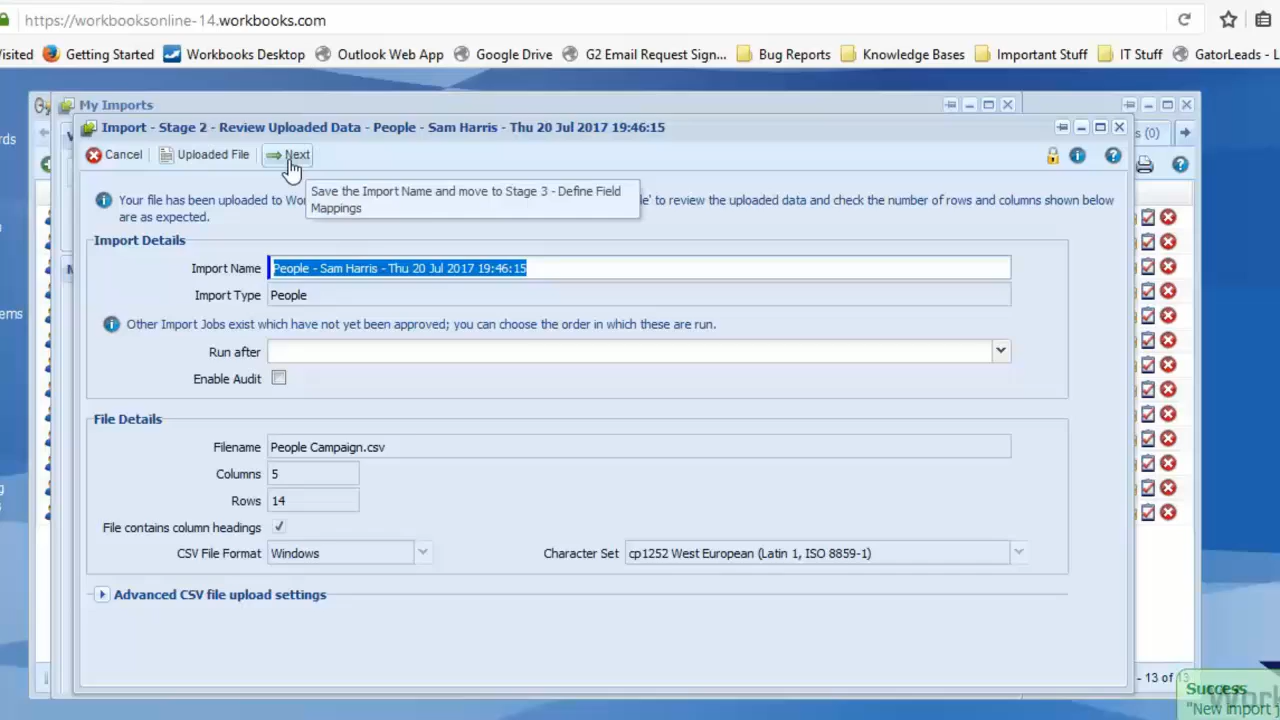 https://workbooksonline-14.workbooks.com
isited Getting Started Workbooks Desktop Outlook Web App Google Drive G2 Email Request Sign... Bug Reports Knowledge Bases Important Stuff IT Stuff GatorLeads - L
My Imports
Import - Stage 2 - Review Uploaded Data - People - Sam Harris - Thu 20 Jul 2017 19:46:15
rds
s (0)
Cancel Uploaded File Next
Save the Import Name and move to Stage 3 - Define Field
Mappings
Your file has been uploaded to Wo le' to review the uploaded data and check the number of rows and columns shown below
are as expected.
Import Details
Import Name People - Sam Harris - Thu 20 Jul 2017 19:46:15
Import Type People
ems
Other Import Jobs exist which have not yet been approved; you can choose the order in which these are run.
Run after
Enable Audit
File Details
Filename People Campaign.csv
Columns 5
g
Rows 14
File contains column headings
CSV File Format Windows Character Set cp1252 West European (Latin 1, ISO 8859-1)
Advanced CSV file upload settings
- 13 of 13
Success
"New import j